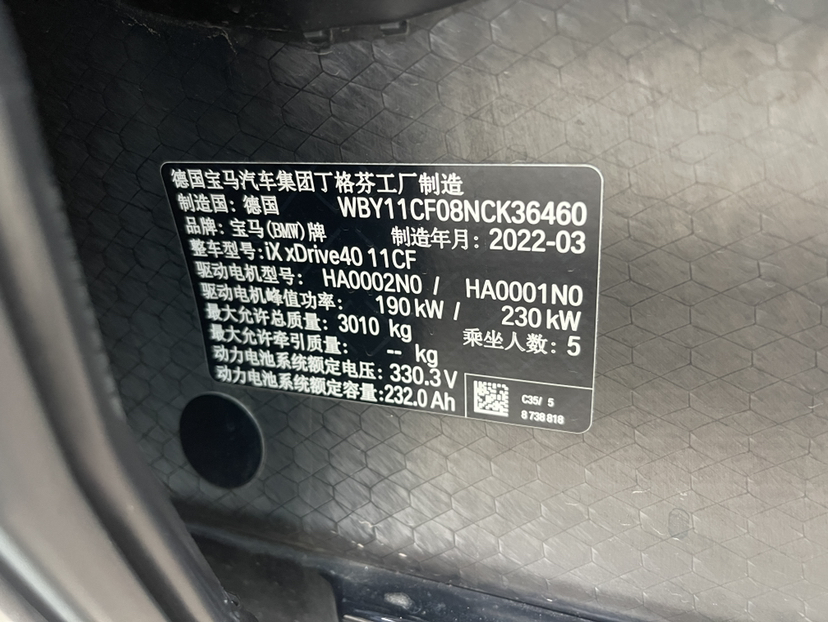 德国宝马汽车集团丁格芬工厂制造
制造国: 德国 WBY11CF08NCK36460
品牌: 宝马(BMW)牌 制造年月: 2022-03
整车型号:iX xDrive40 11CF
驱动电机型号: HA0002N0 / HA0001N0
驱动电机峰值功率: 190 kW / 230 kW
最大允许总质量: 3010 kg 乘坐人数: 5
最大允许牵引质量: -- kg
动力电池系统额定电压: 330.3 V
动力电池系统额定容量:232.0 Ah
C35/ 5
8 738 818